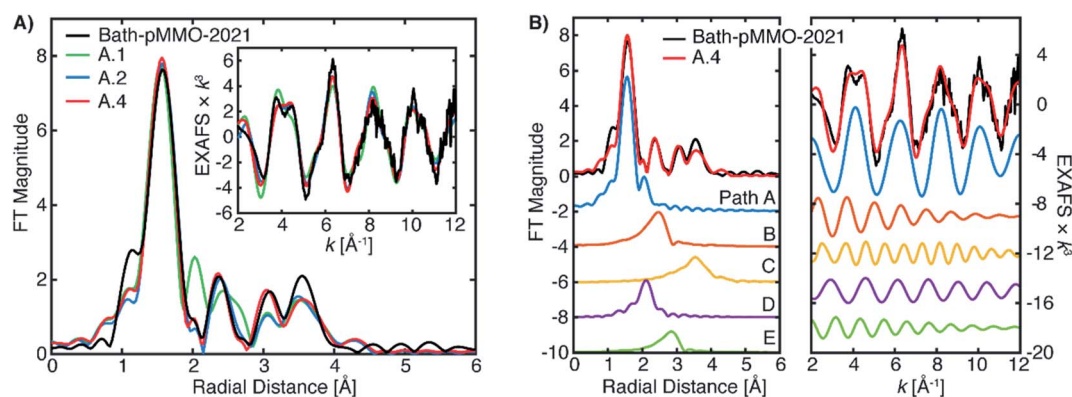 A)
Bath-pMMO-2021
A.1
A.2
A.4
FT Magnitude
8
6
4
2
0
0 1 2 3 4 5 6
Radial Distance [Å]
EXAFS × k³
6
4
2
0
-2
-4
-6
2 4 6 8 10 12
k [Å⁻¹]
B)
Bath-pMMO-2021
A.4
FT Magnitude
8
6
4
2
0
-2
-4
-6
-8
-10
Path A
B
C
D
E
0 1 2 3 4 5 6
Radial Distance [Å]
4
0
-4
-8
-12
-16
-20
EXAFS × k³
2 4 6 8 10 12
k [Å⁻¹]